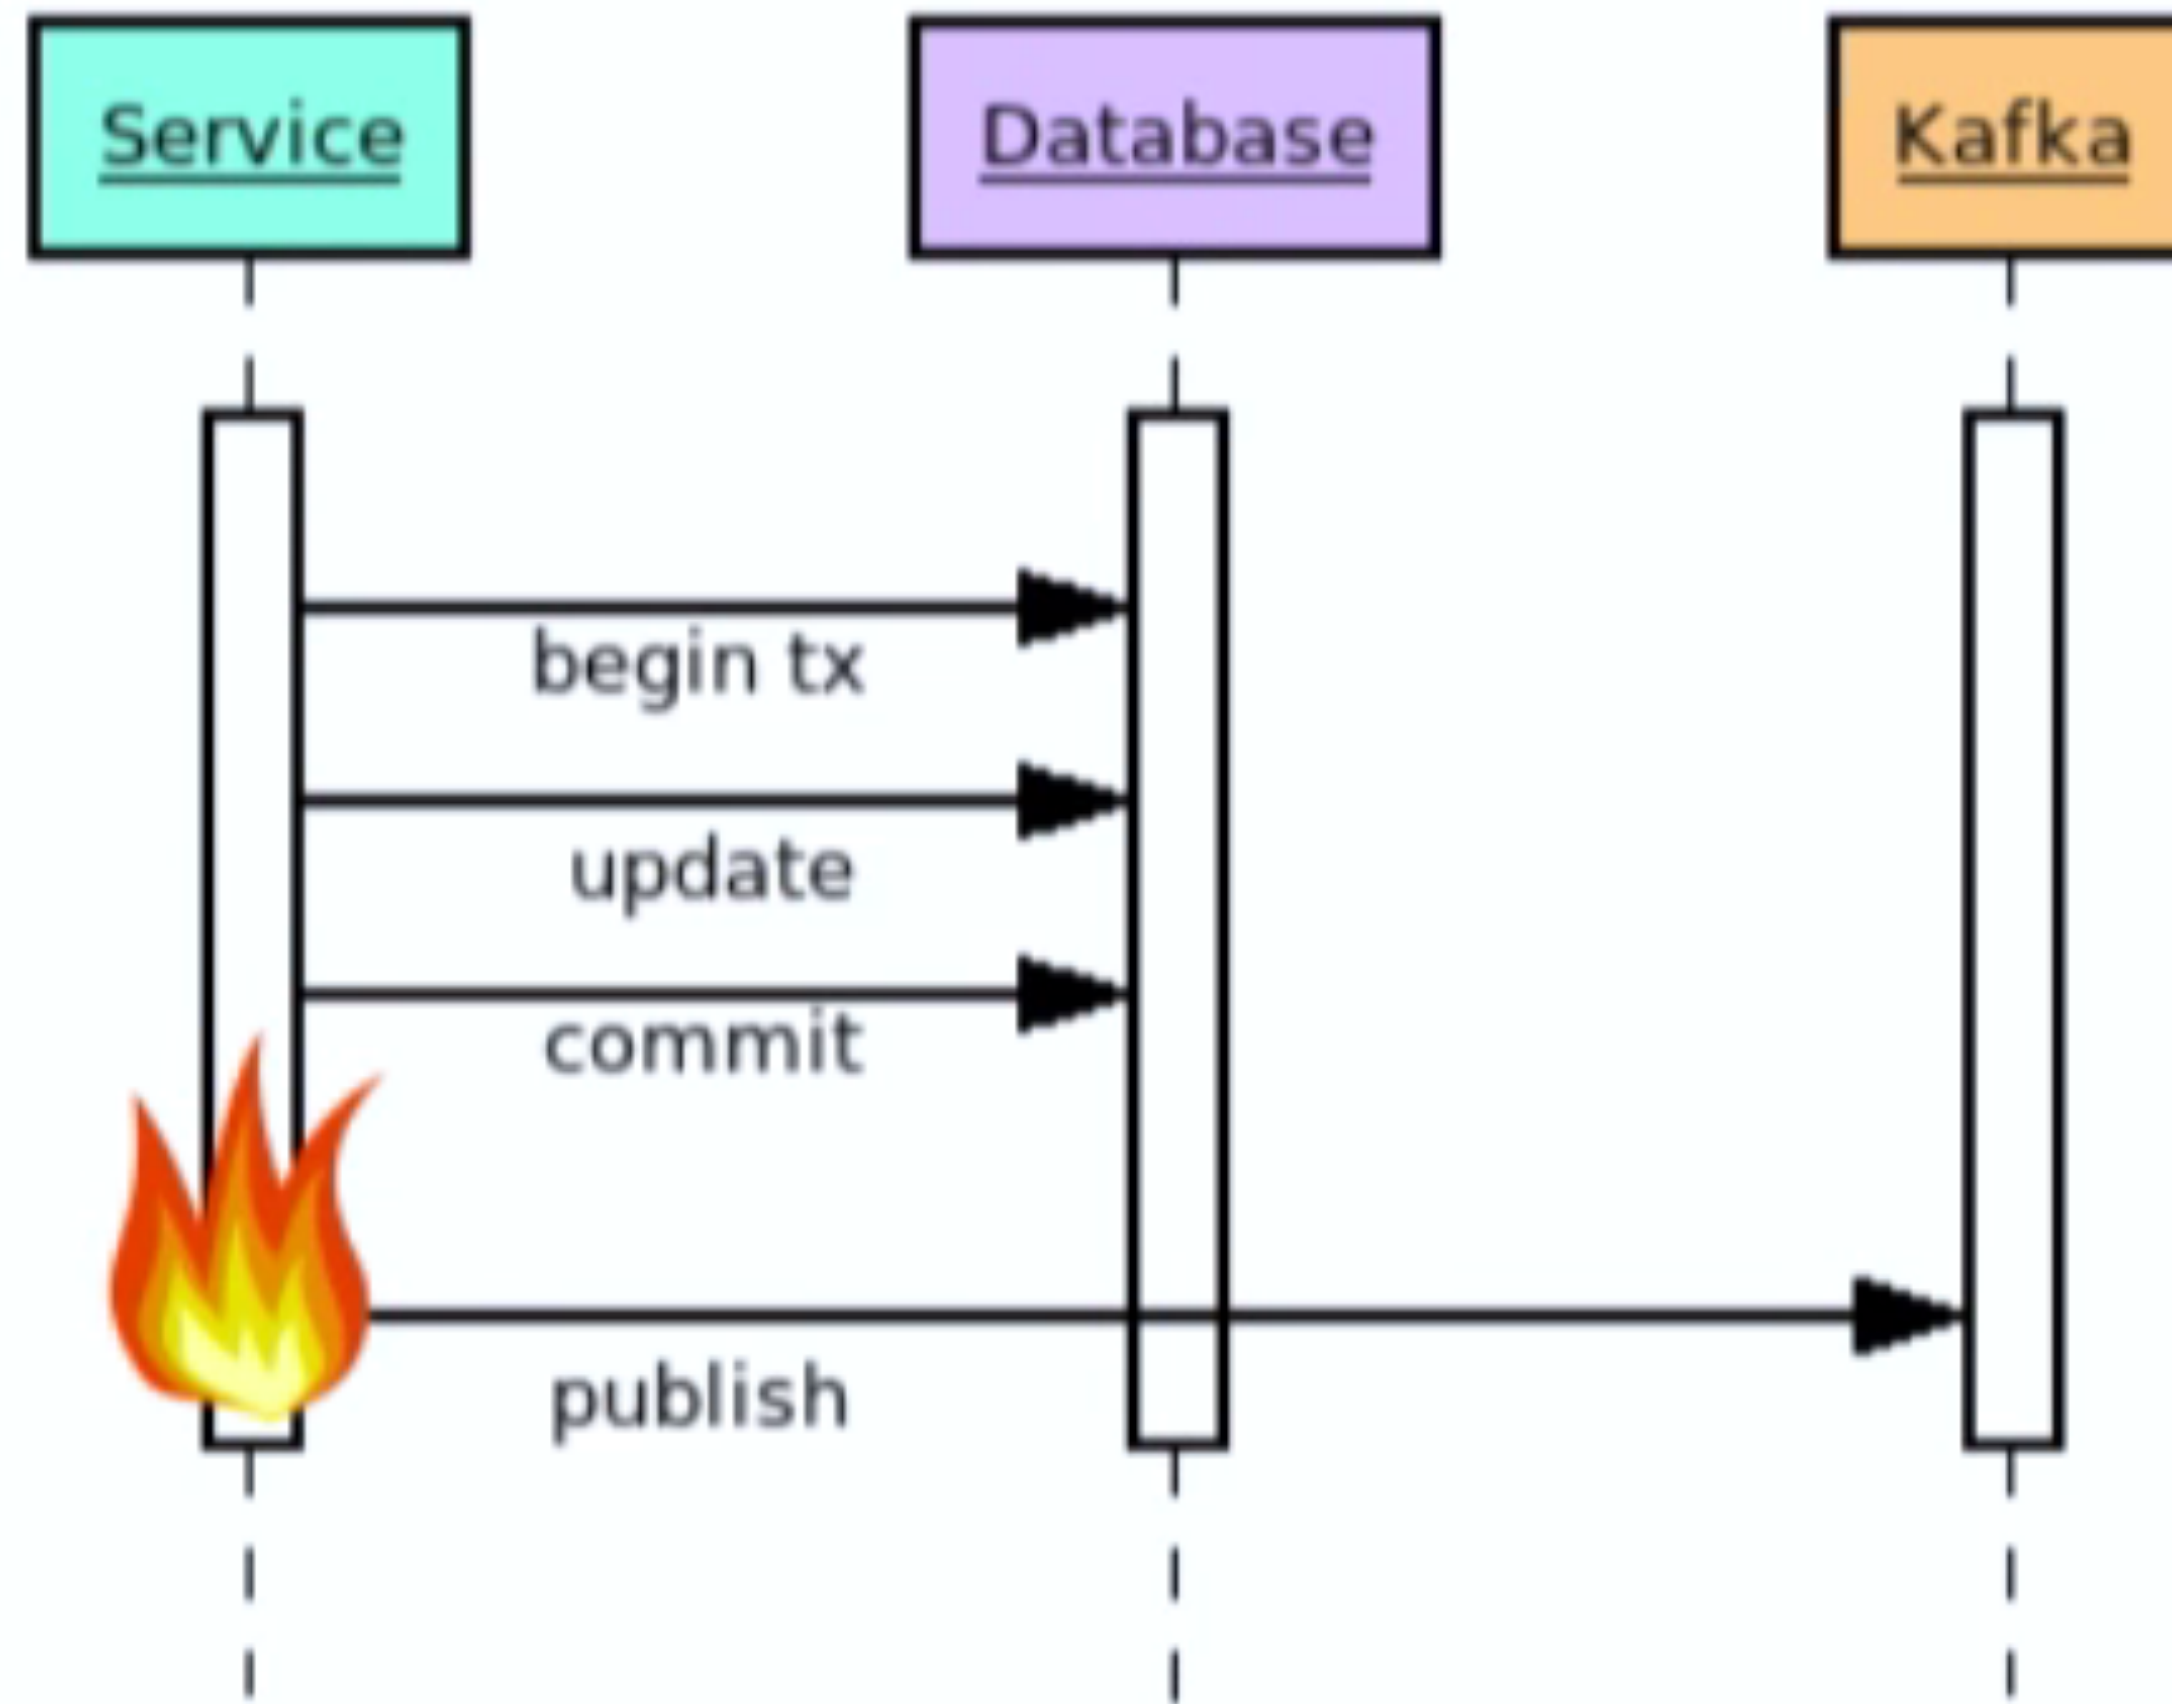 Service
Database
Kafka
begin tx
update
commit
publish